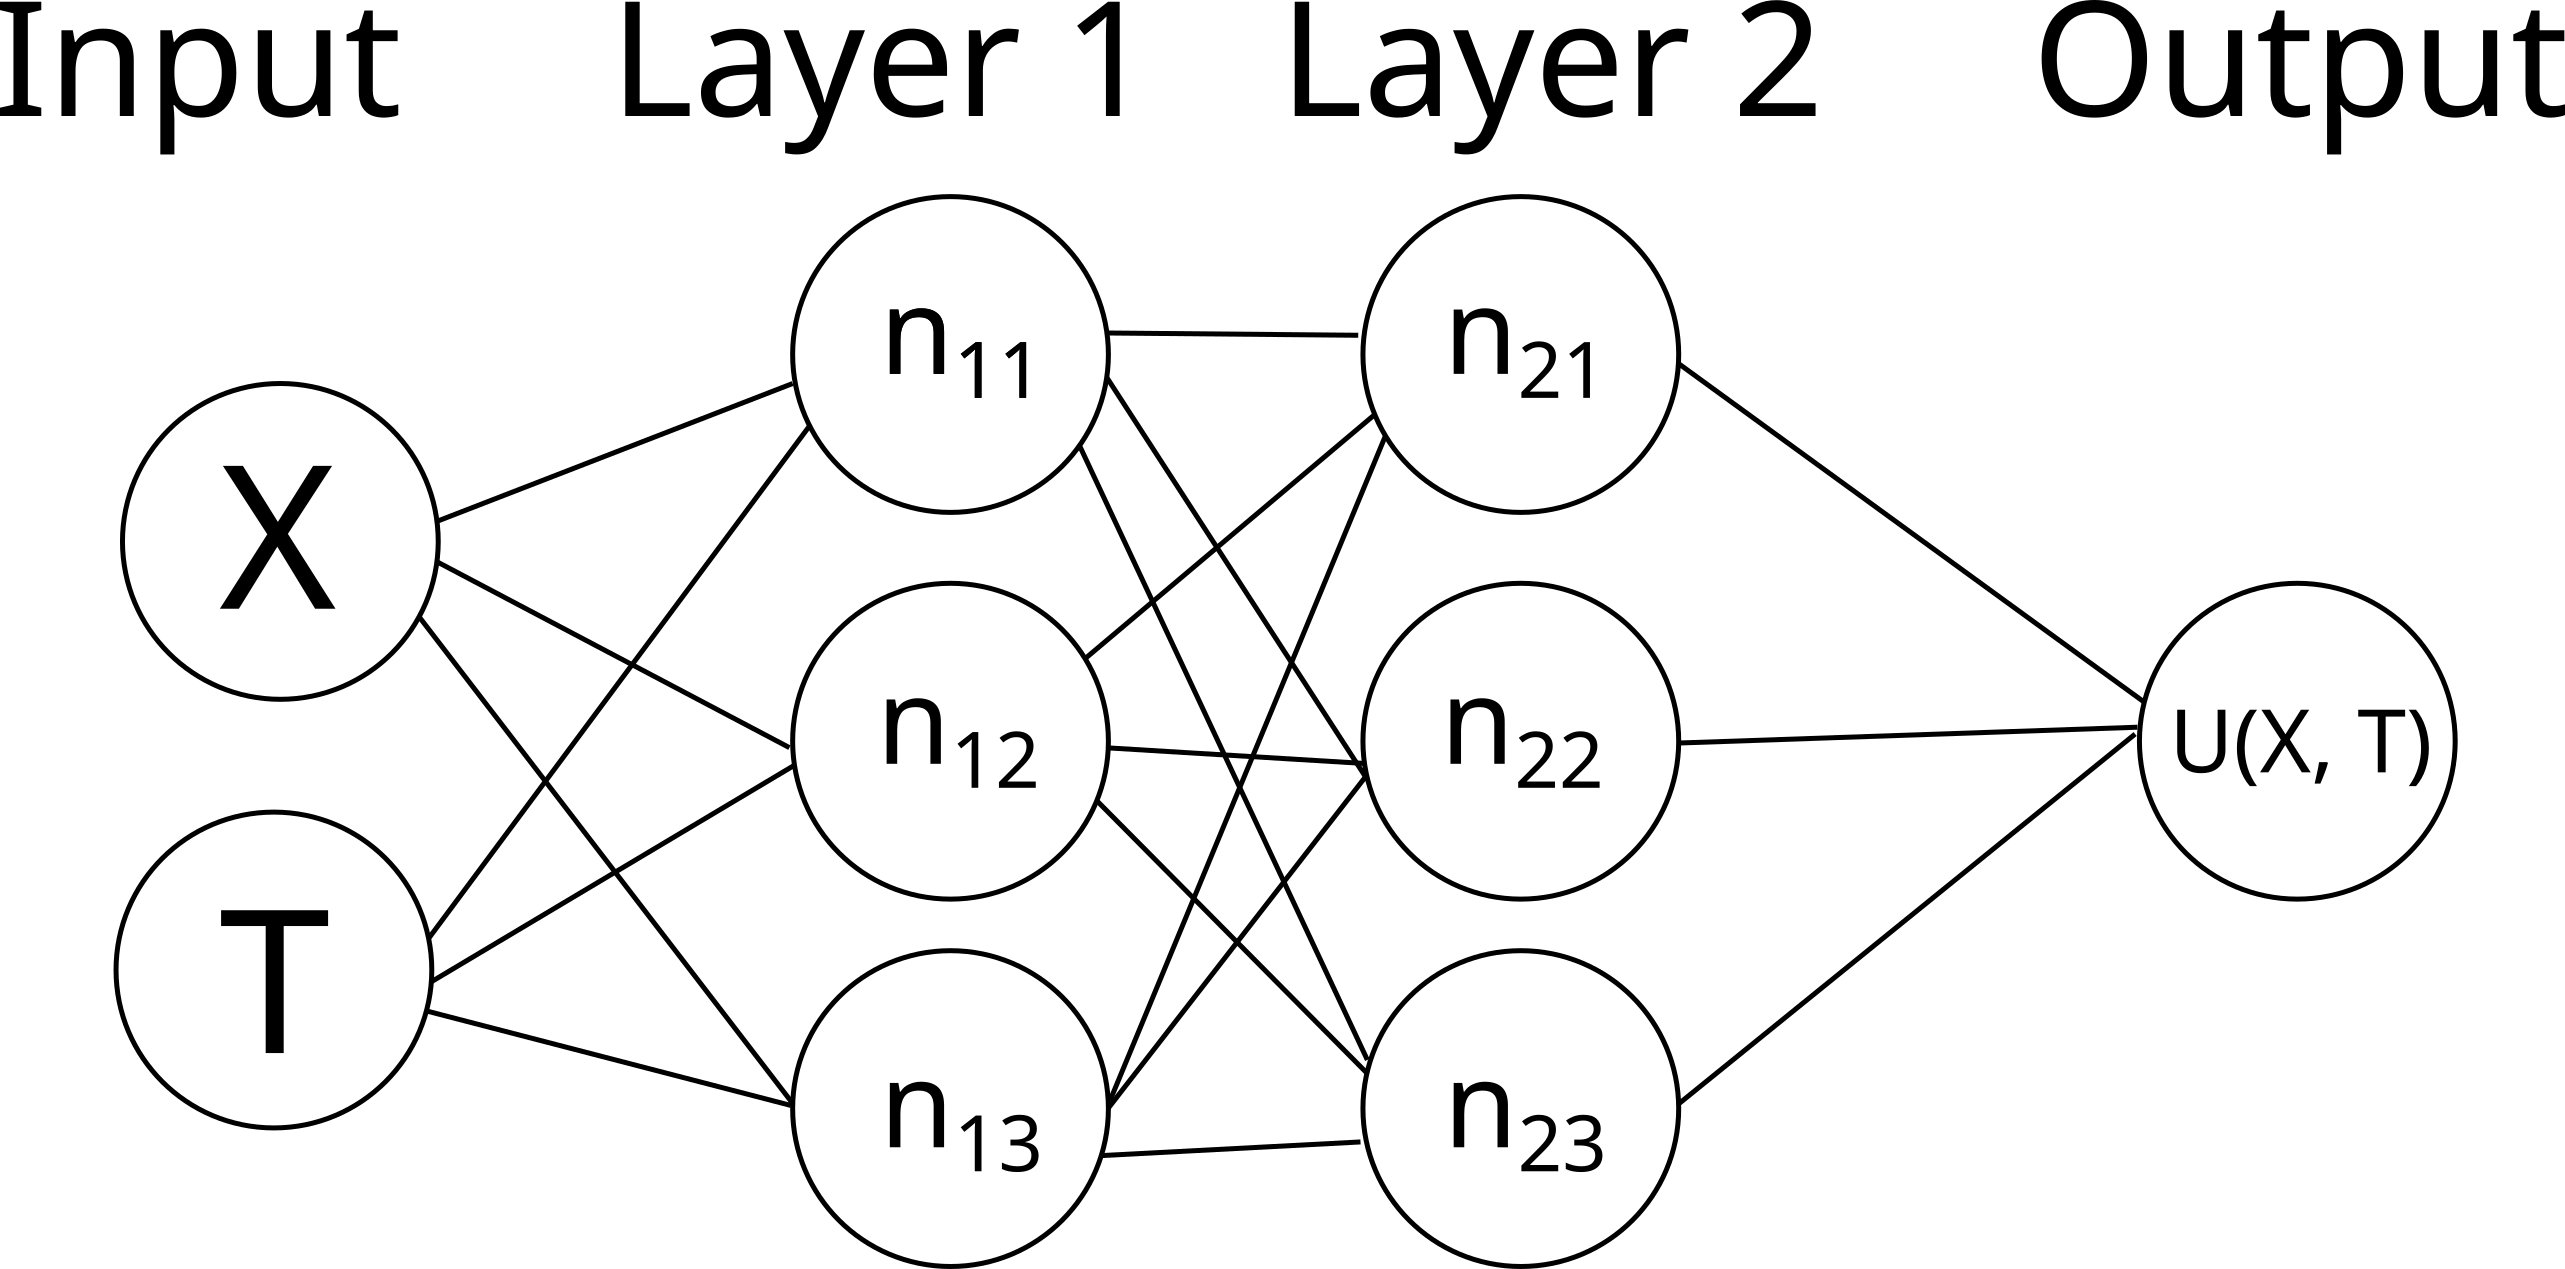 Input Layer 1 Layer 2 Output
n11 n21
X
n12 n22 U(X, T)
T
n13 n23